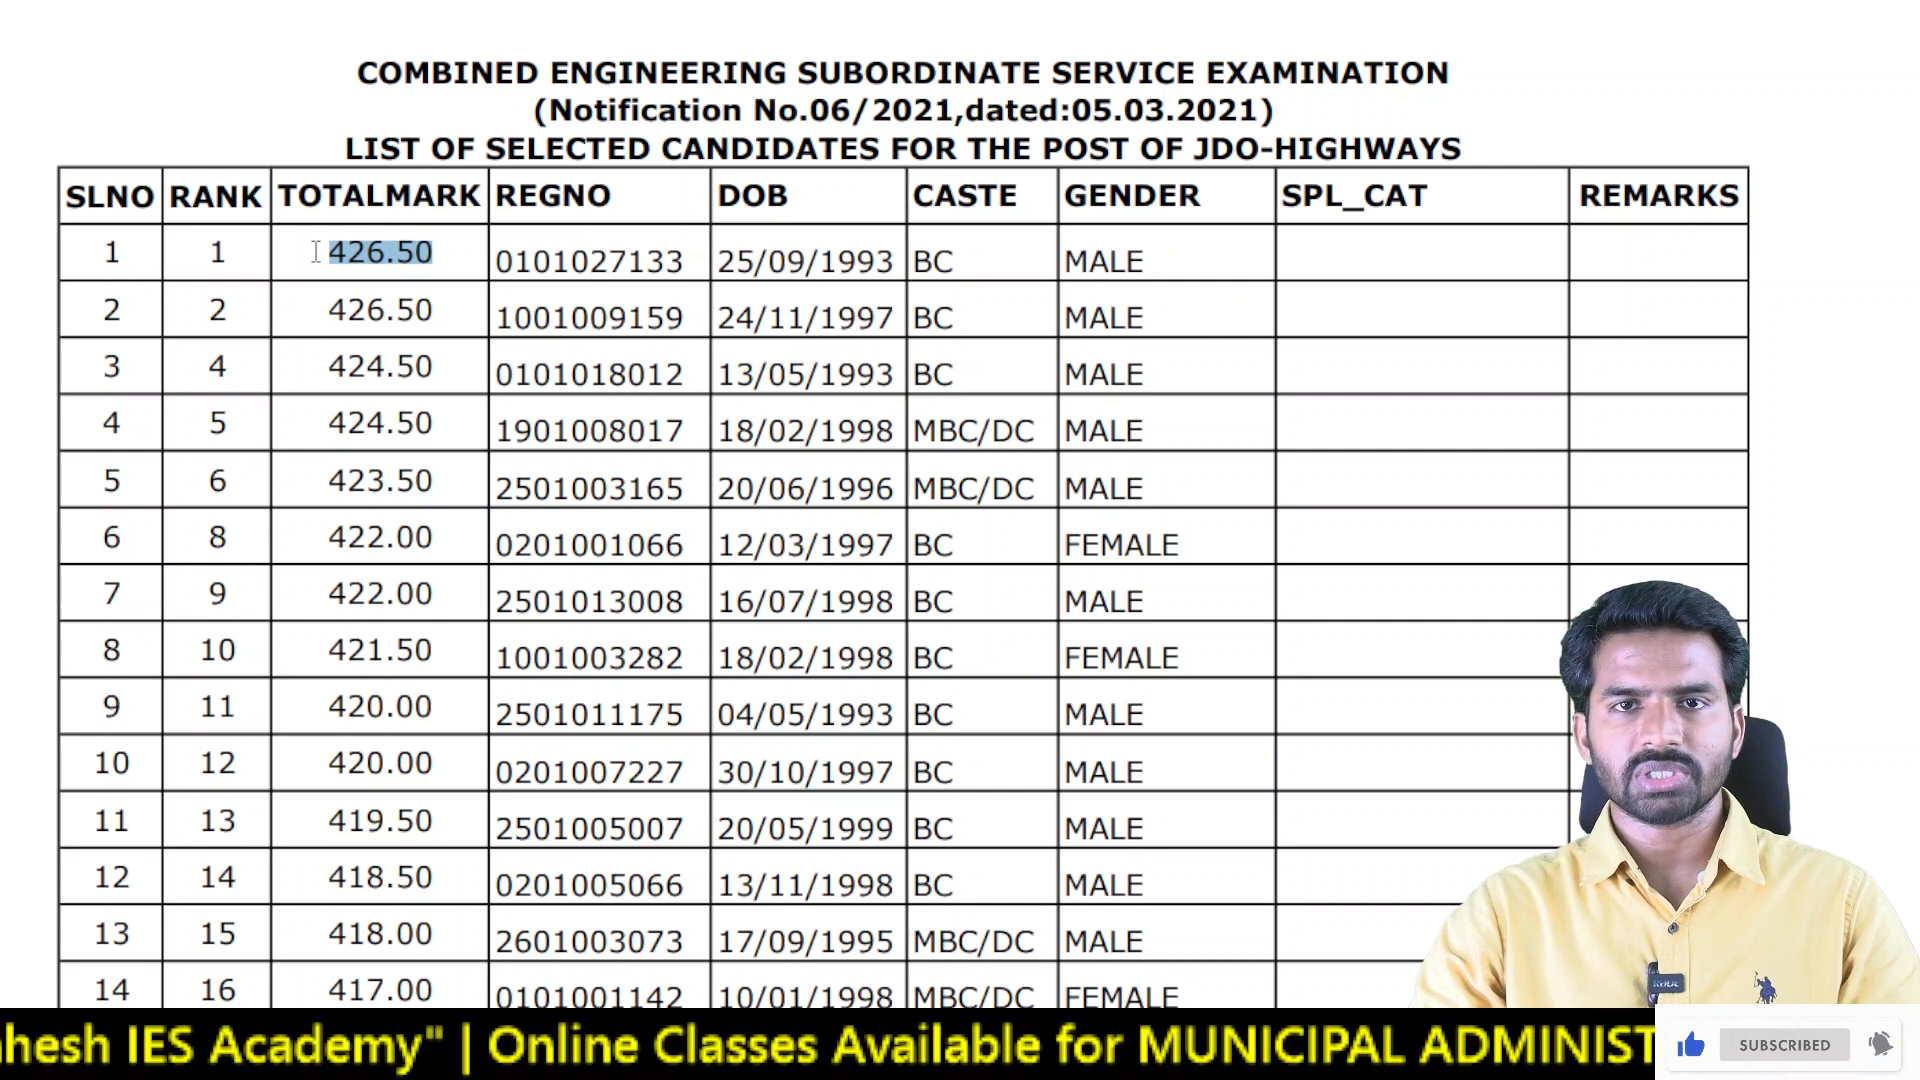 COMBINED ENGINEERING SUBORDINATE SERVICE EXAMINATION
(Notification No.06/2021,dated:05.03.2021)
LIST OF SELECTED CANDIDATES FOR THE POST OF JDO-HIGHWAYS
SLNO RANK TOTALMARK REGNO DOB CASTE GENDER SPL_CAT REMARKS
1 1 426.50 0101027133 25/09/1993 BC MALE
2 2 426.50 1001009159 24/11/1997 BC MALE
3 4 424.50 0101018012 13/05/1993 BC MALE
4 5 424.50 1901008017 18/02/1998 MBC/DC MALE
5 6 423.50 2501003165 20/06/1996 MBC/DC MALE
6 8 422.00 0201001066 12/03/1997 BC FEMALE
7 9 422.00 2501013008 16/07/1998 BC MALE
8 10 421.50 1001003282 18/02/1998 BC FEMALE
9 11 420.00 2501011175 04/05/1993 BC MALE
10 12 420.00 0201007227 30/10/1997 BC MALE
11 13 419.50 2501005007 20/05/1999 BC MALE
12 14 418.50 0201005066 13/11/1998 BC MALE
13 15 418.00 2601003073 17/09/1995 MBC/DC MALE
14 16 417.00 0101001142 10/01/1998 MBC/DC FEMALE
RODE
ahesh IES Academy" | Online Classes Available for MUNICIPAL ADMINIST
SUBSCRIBED